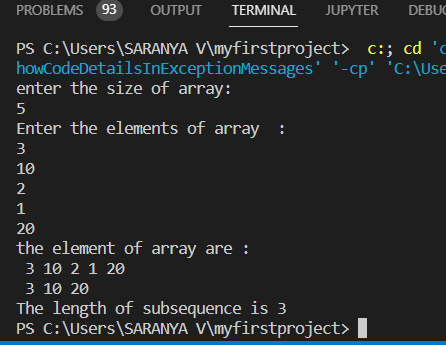 PROBLEMS 93 OUTPUT TERMINAL JUPYTER DEBU
PS C:\Users\SARANYA V\myfirstproject>  c:; cd 'c
howCodeDetailsInExceptionMessages' '-cp' 'C:\Use
enter the size of array:
5
Enter the elements of array  :
3
10
2
1
20
the element of array are :
 3 10 2 1 20
 3 10 20
The length of subsequence is 3
PS C:\Users\SARANYA V\myfirstproject>